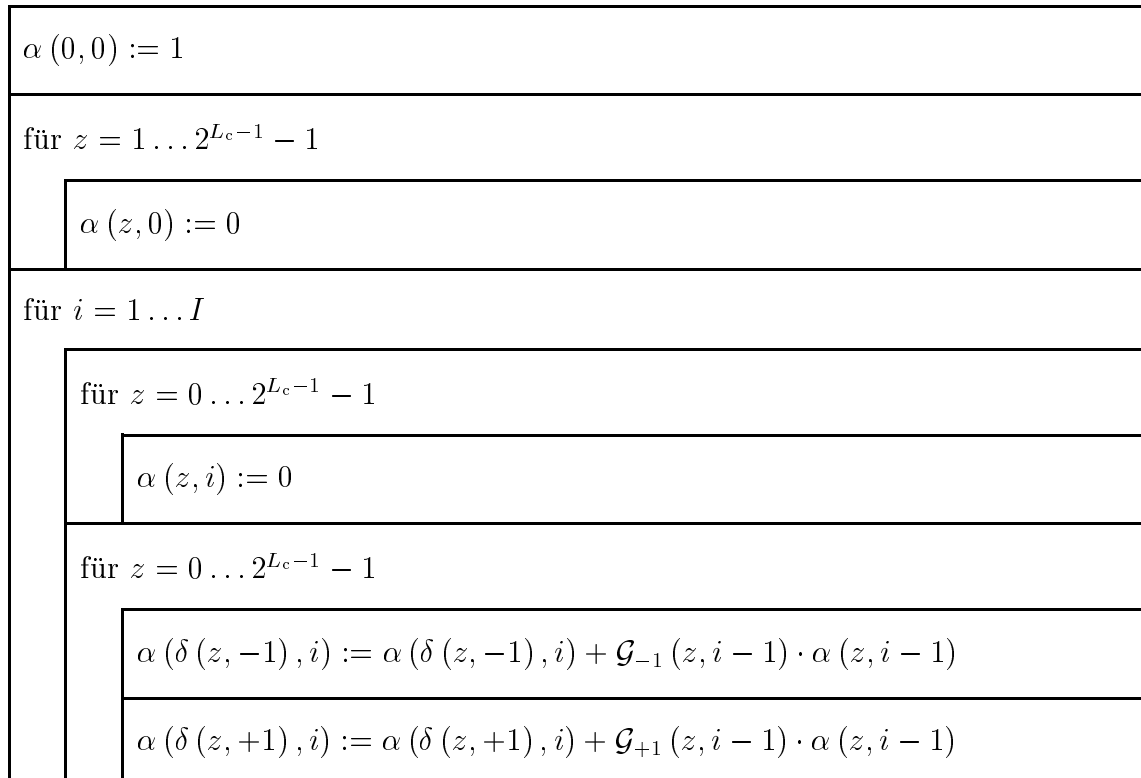 α (0, 0) := 1
für z = 1 … 2^{L_c−1} − 1
α (z, 0) := 0
für i = 1 … I
für z = 0 … 2^{L_c−1} − 1
α (z, i) := 0
für z = 0 … 2^{L_c−1} − 1
α (δ (z, −1) , i) := α (δ (z, −1) , i) + 𝒢_{−1} (z, i − 1) · α (z, i − 1)
α (δ (z, +1) , i) := α (δ (z, +1) , i) + 𝒢_{+1} (z, i − 1) · α (z, i − 1)